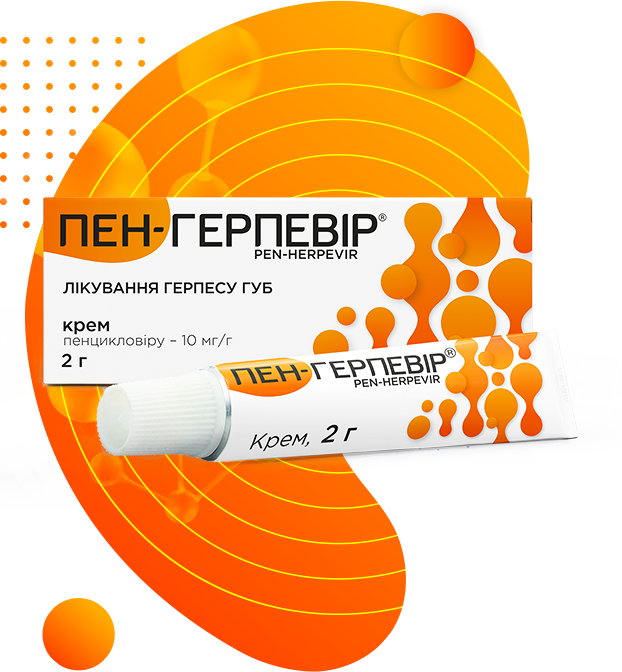 ПЕН-ГЕРПЕВІР®
PEN-HERPEVIR
ЛІКУВАННЯ ГЕРПЕСУ ГУБ
крем
пенцикловіру – 10 мг/г
2 г
ПЕН-ГЕРПЕВІР®
PEN-HERPEVIR
Крем, 2 г